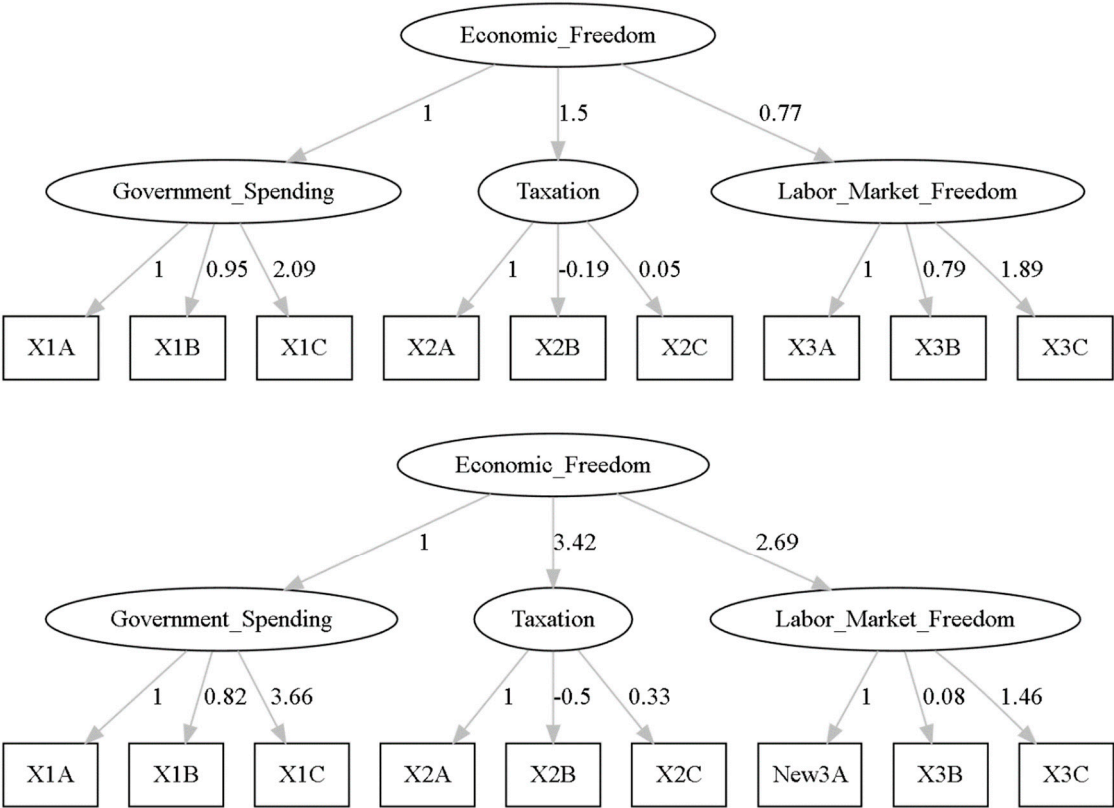 Economic_Freedom
1 1.5 0.77
Government_Spending Taxation Labor_Market_Freedom
1 0.95 2.09 1 -0.19 0.05 1 0.79 1.89
X1A X1B X1C X2A X2B X2C X3A X3B X3C
Economic_Freedom
1 3.42 2.69
Government_Spending Taxation Labor_Market_Freedom
1 0.82 3.66 1 -0.5 0.33 1 0.08 1.46
X1A X1B X1C X2A X2B X2C New3A X3B X3C